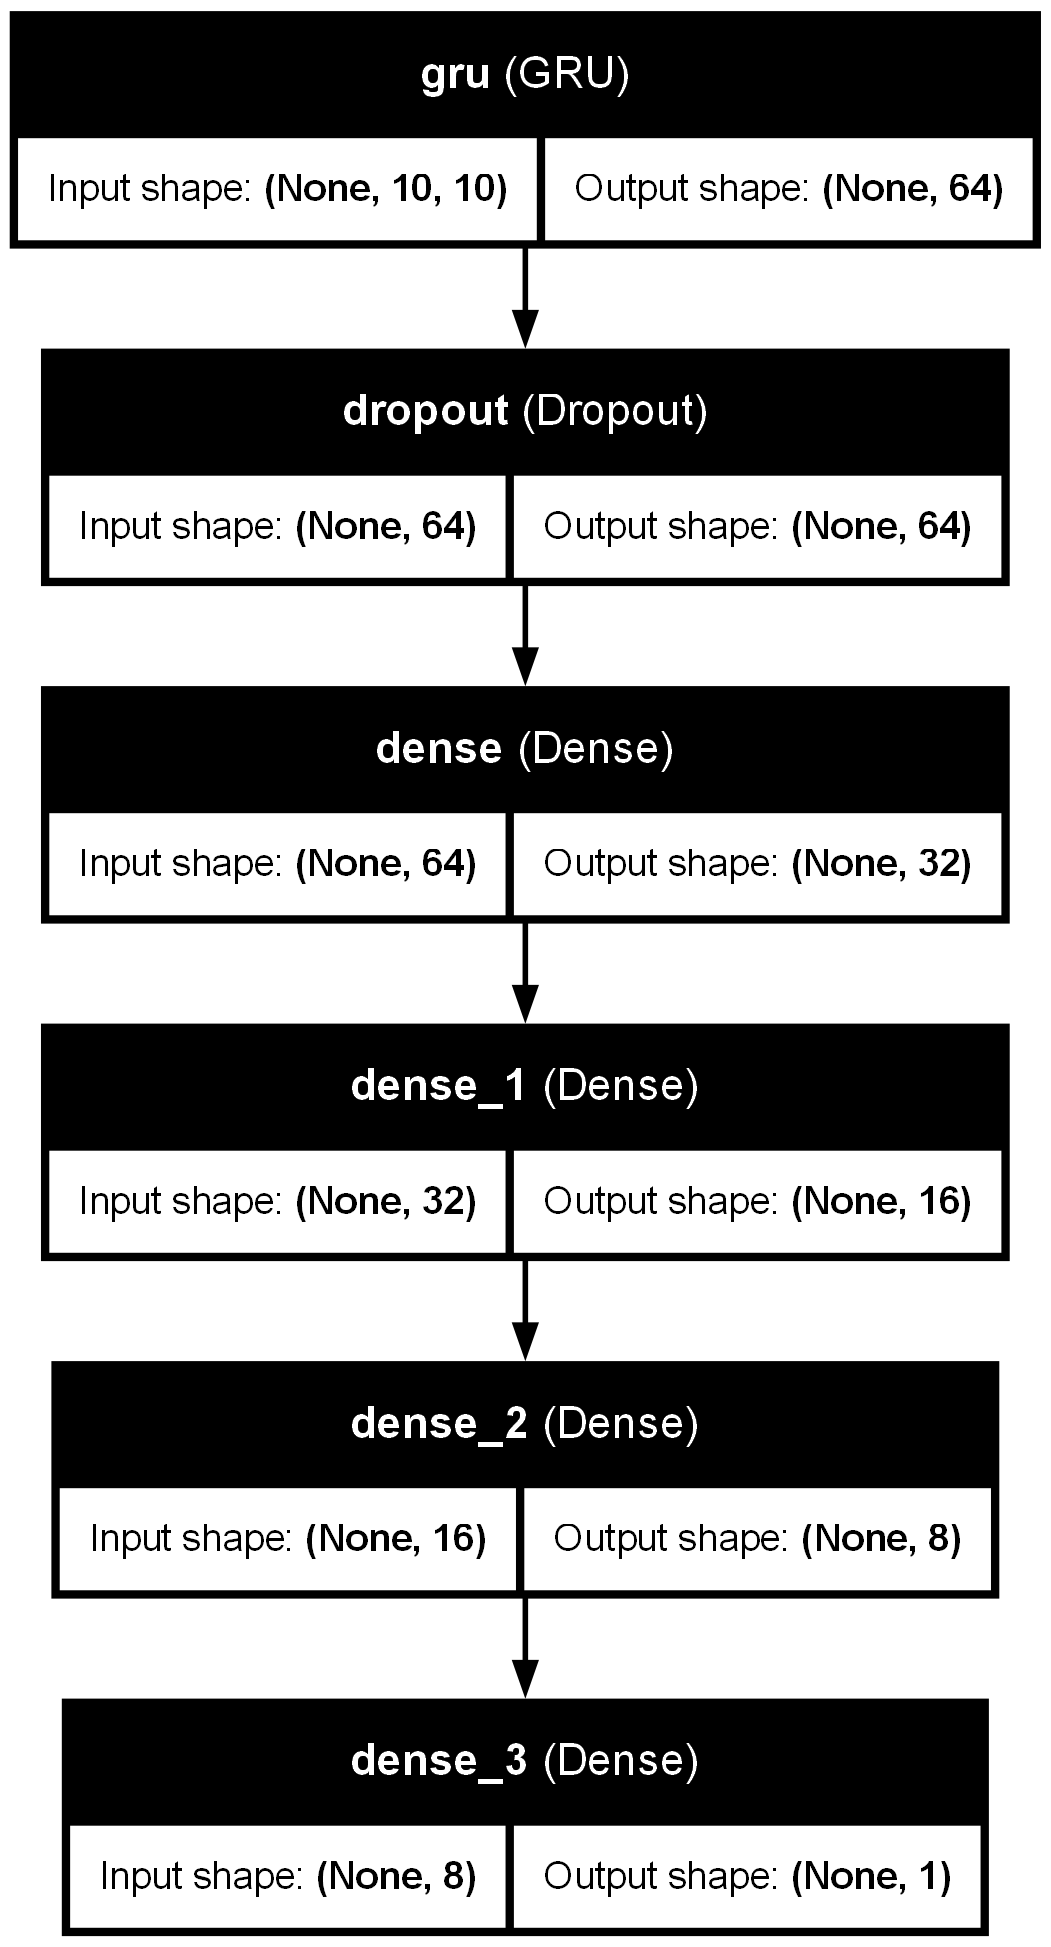 gru (GRU)
Input shape: (None, 10, 10) Output shape: (None, 64)
dropout (Dropout)
Input shape: (None, 64) Output shape: (None, 64)
dense (Dense)
Input shape: (None, 64) Output shape: (None, 32)
dense_1 (Dense)
Input shape: (None, 32) Output shape: (None, 16)
dense_2 (Dense)
Input shape: (None, 16) Output shape: (None, 8)
dense_3 (Dense)
Input shape: (None, 8) Output shape: (None, 1)